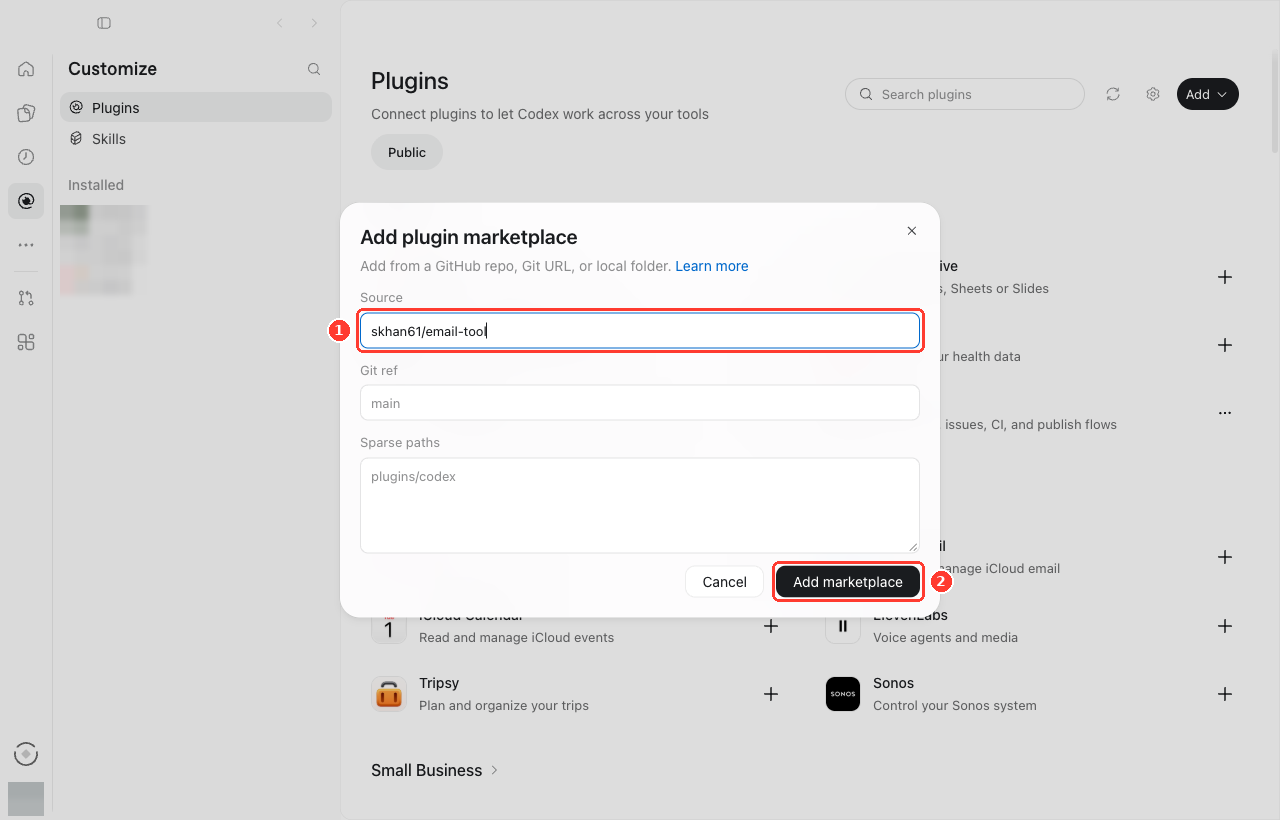 Customize
Plugins
Skills
Installed
Plugins
Connect plugins to let Codex work across your tools
Search plugins
Add
Public
Add plugin marketplace
Add from a GitHub repo, Git URL, or local folder. Learn more
Source
1
skhan61/email-tool
Git ref
main
Sparse paths
plugins/codex
Cancel
Add marketplace
2
, Sheets or Slides
health data
issues, CI, and publish flows
manage iCloud email
1
iCloud Calendar
Read and manage iCloud events
ElevenLabs
Voice agents and media
Tripsy
Plan and organize your trips
SONOS
Sonos
Control your Sonos system
Small Business